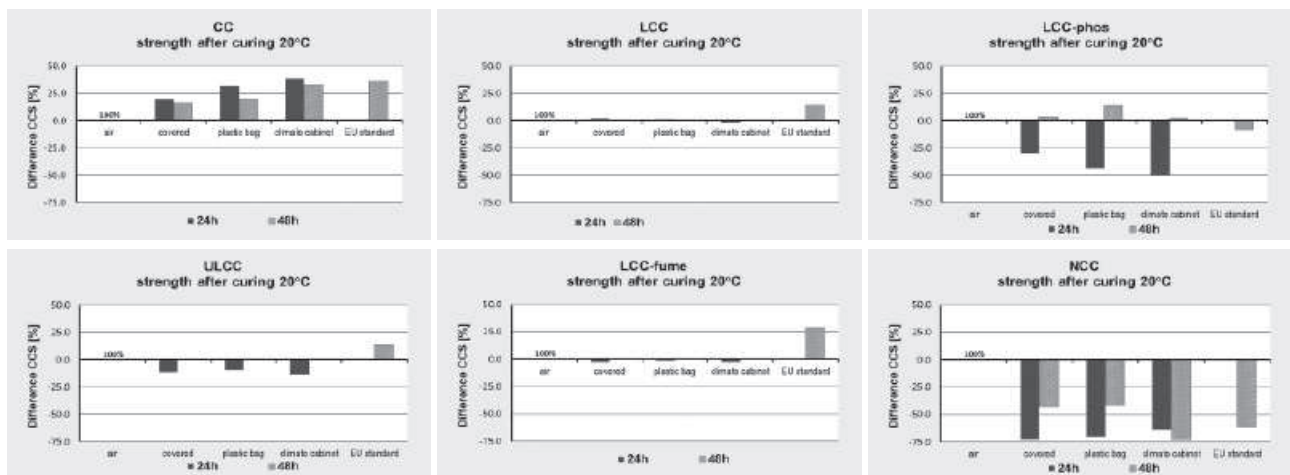 CC
strength after curing 20°C
Difference CCS [%]
50.0
25.0
0.0
-25.0
-50.0
-75.0
100%
air covered plastic bag climate cabinet EU standard
24h 48h
LCC
strength after curing 20°C
Difference CCS [%]
50.0
25.0
0.0
-25.0
-50.0
-75.0
100%
air covered plastic bag climate cabinet EU standard
24h 48h
LCC-phos
strength after curing 20°C
Difference CCS [%]
50.0
25.0
0.0
-25.0
-50.0
-75.0
100%
air covered plastic bag climate cabinet EU standard
24h 48h
ULCC
strength after curing 20°C
Difference CCS [%]
50.0
25.0
0.0
-25.0
-50.0
-75.0
100%
air covered plastic bag climate cabinet EU standard
24h 48h
LCC-fume
strength after curing 20°C
Difference CCS [%]
50.0
25.0
0.0
-25.0
-50.0
-75.0
100%
air covered plastic bag climate cabinet EU standard
24h 48h
NCC
strength after curing 20°C
Difference CCS [%]
50.0
25.0
0.0
-25.0
-50.0
-75.0
100%
air covered plastic bag climate cabinet EU standard
24h 48h